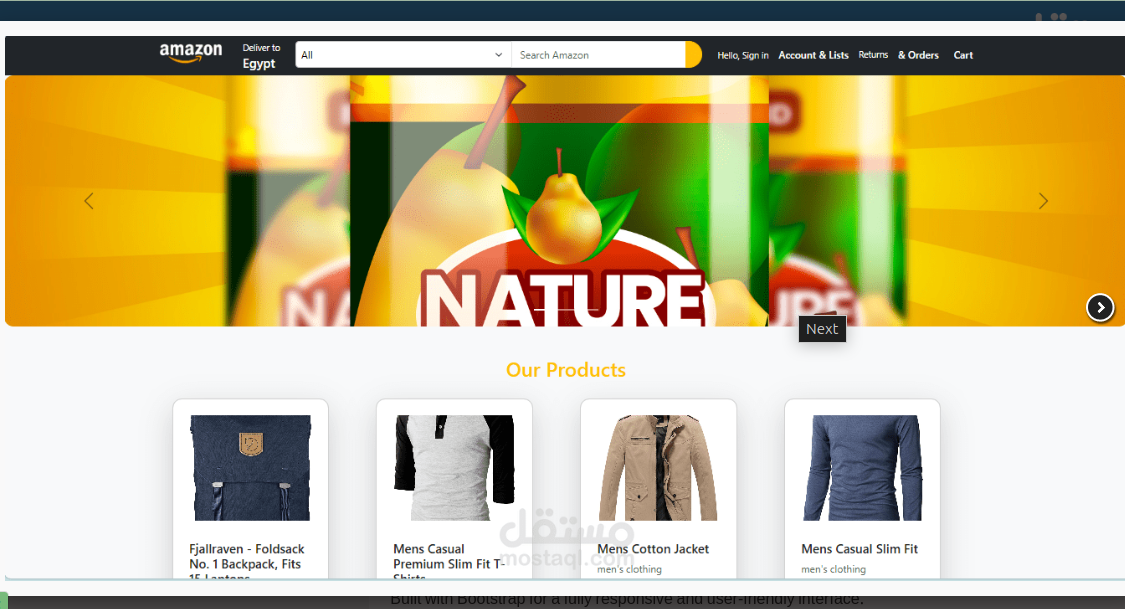 amazon
Deliver to
Egypt
All
Search Amazon
Hello, Sign in
Account & Lists
Returns
& Orders
Cart
NATURE
Next
Our Products
Fjallraven - Foldsack
No. 1 Backpack, Fits
15 Laptops
Mens Casual
Premium Slim Fit T-
Shirts
Mens Cotton Jacket
men's clothing
Mens Casual Slim Fit
men's clothing
مستقل
mostaql.com
Built with Bootstrap for a fully responsive and user-friendly interface.